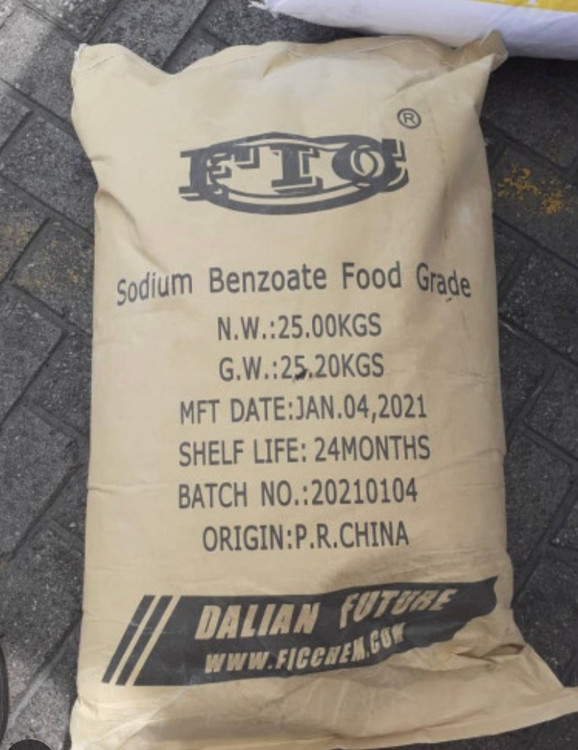 FIC ®
Sodium Benzoate Food Grade
N.W.:25.00KGS
G.W.:25.20KGS
MFT DATE:JAN.04,2021
SHELF LIFE: 24MONTHS
BATCH NO.:20210104
ORIGIN:P.R.CHINA
DALIAN FUTURE
WWW.FICCHEM.COM